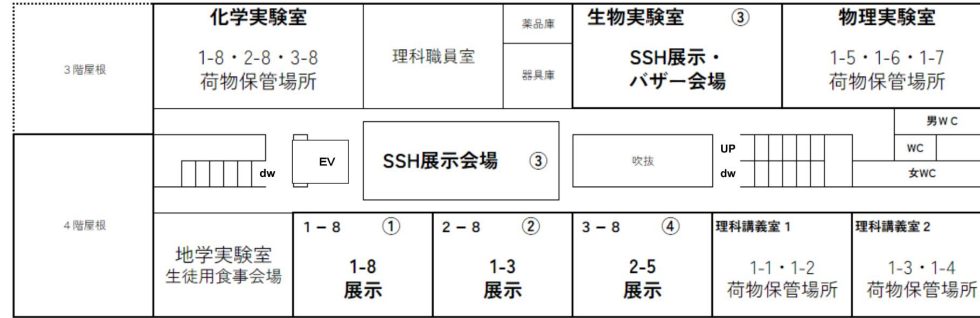 3階屋根
化学実験室
1-8・2-8・3-8
荷物保管場所
理科職員室
薬品庫
器具庫
生物実験室 ③
SSH展示・
バザー会場
物理実験室
1-5・1-6・1-7
荷物保管場所
男WC
WC
女WC
dw
EV
SSH展示会場 ③
吹抜
UP
dw
4階屋根
地学実験室
生徒用食事会場
1-8 ①
1-8
展示
2-8 ②
1-3
展示
3-8 ④
2-5
展示
理科講義室1
1-1・1-2
荷物保管場所
理科講義室2
1-3・1-4
荷物保管場所